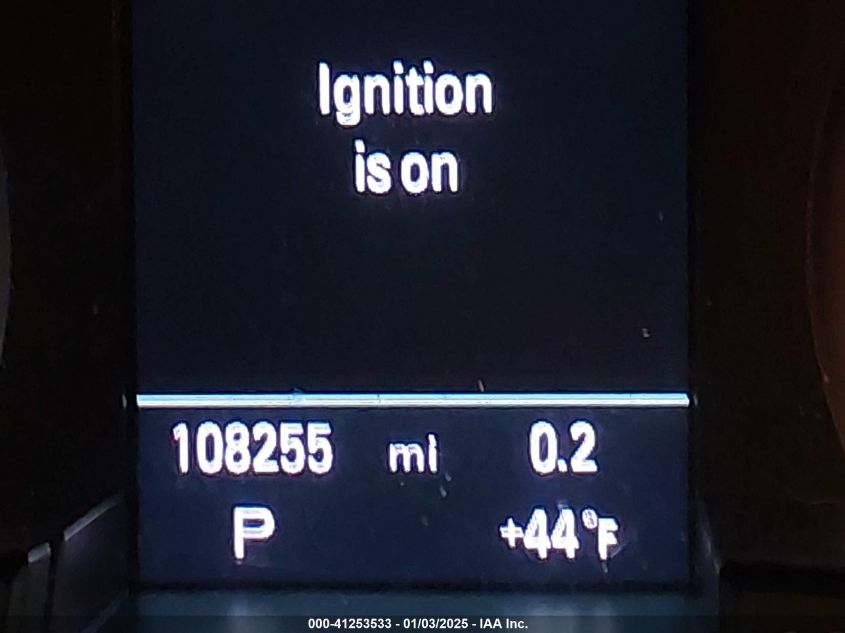 Ignition
is on
108255 mi 0.2
P +44°F
000-41253533 - 01/03/2025 - IAA Inc.